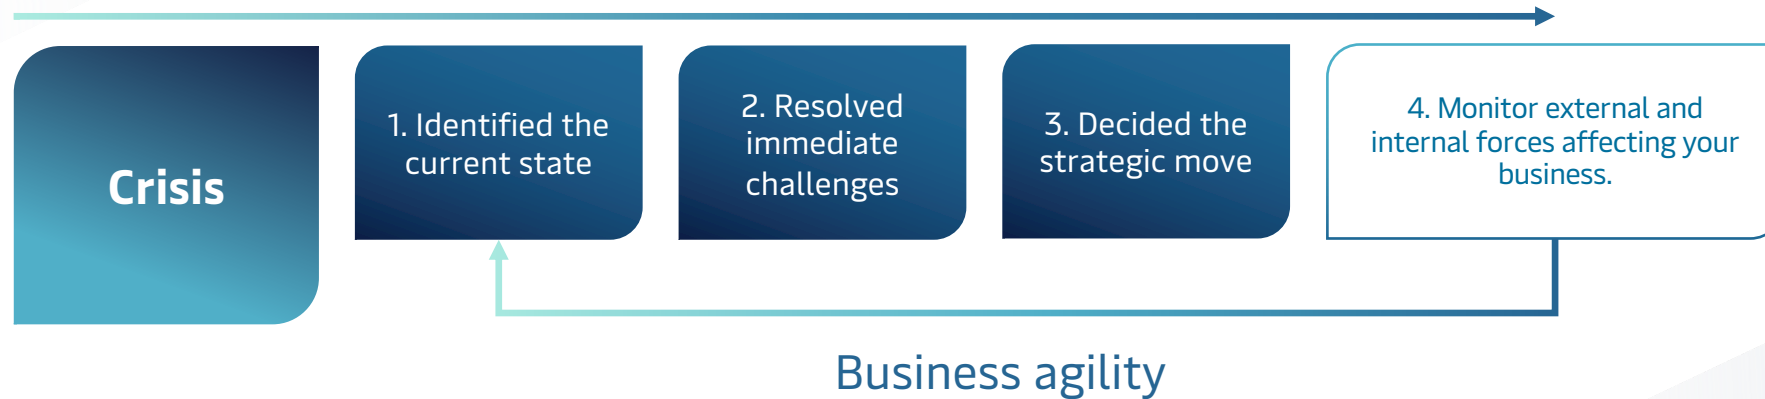 Crisis
1. Identified the
current state
2. Resolved
immediate
challenges
3. Decided the
strategic move
4. Monitor external and
internal forces affecting your
business.
Business agility